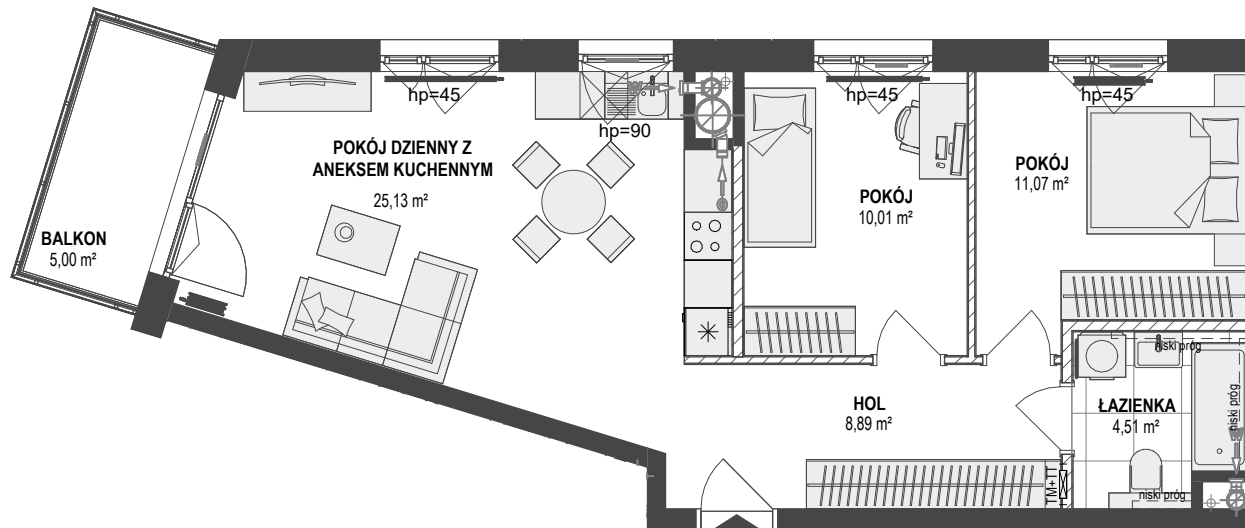 hp=45
hp=90
hp=45
hp=45
POKÓJ DZIENNY Z
ANEKSEM KUCHENNYM
25,13 m²
BALKON
5,00 m²
POKÓJ
10,01 m²
POKÓJ
11,07 m²
HOL
8,89 m²
ŁAZIENKA
4,51 m²
niski próg
niski próg
niski próg
TM+TT
W
W